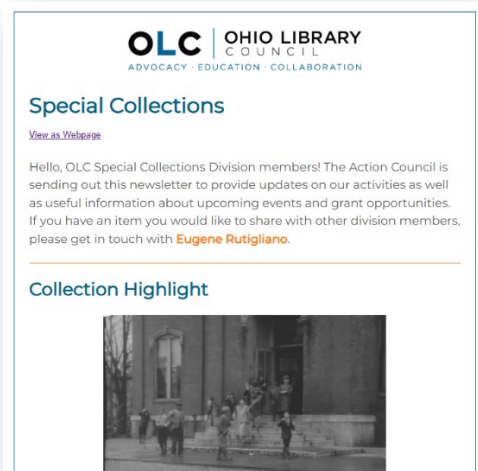 OLC OHIO LIBRARY
COUNCIL
ADVOCACY · EDUCATION · COLLABORATION
Special Collections
View as Webpage
Hello, OLC Special Collections Division members! The Action Council is
sending out this newsletter to provide updates on our activities as well
as useful information about upcoming events and grant opportunities.
If you have an item you would like to share with other division members,
please get in touch with Eugene Rutigliano.
Collection Highlight